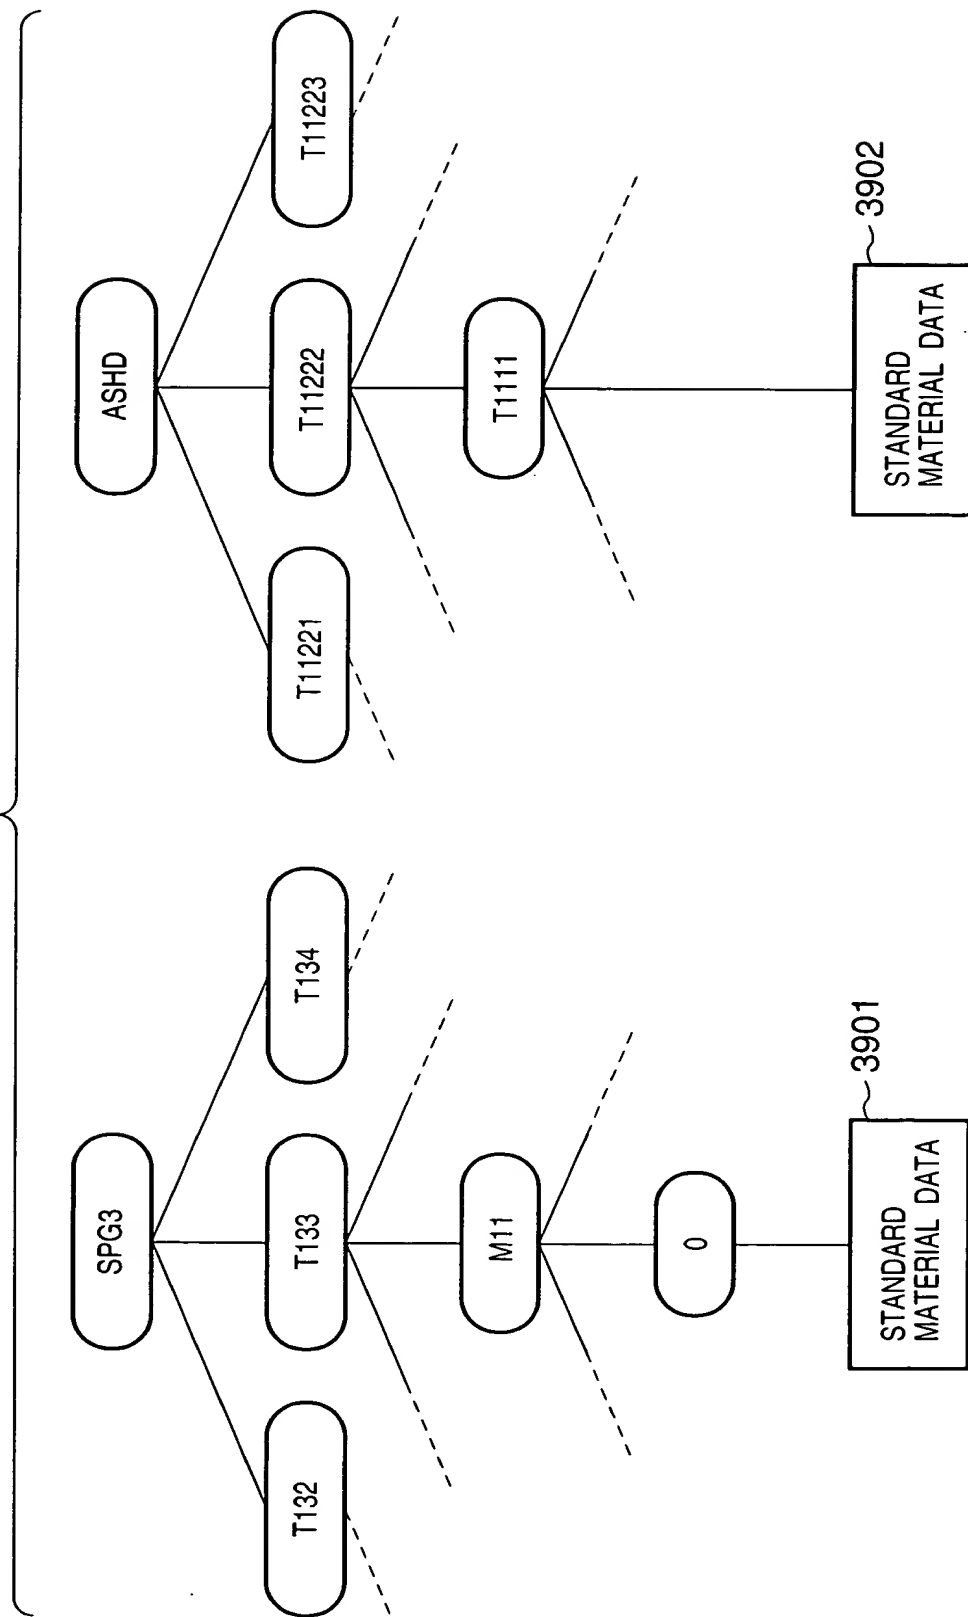 SPG3
T132
T133
T134
M11
0
STANDARD
MATERIAL DATA
3901
ASHD
T11221
T11222
T11223
T1111
STANDARD
MATERIAL DATA
3902